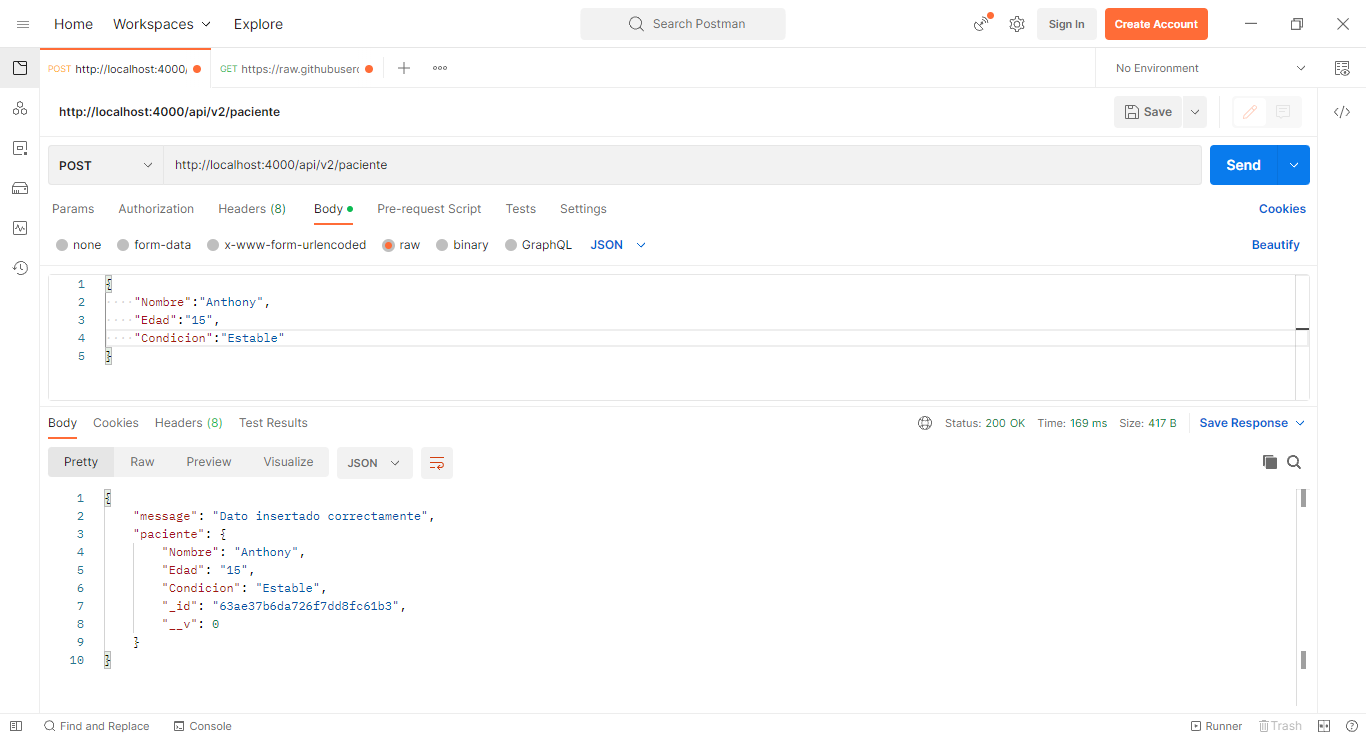 Home Workspaces Explore Search Postman Sign In Create Account
POST http://localhost:4000/ GET https://raw.githubuserc No Environment
http://localhost:4000/api/v2/paciente Save
POST http://localhost:4000/api/v2/paciente Send
Params Authorization Headers (8) Body Pre-request Script Tests Settings Cookies
none form-data x-www-form-urlencoded raw binary GraphQL JSON Beautify
1 {
2 "Nombre":"Anthony",
3 "Edad":"15",
4 "Condicion":"Estable"
5 }
Body Cookies Headers (8) Test Results Status: 200 OK Time: 169 ms Size: 417 B Save Response
Pretty Raw Preview Visualize JSON
1 {
2 "message": "Dato insertado correctamente",
3 "paciente": {
4 "Nombre": "Anthony",
5 "Edad": "15",
6 "Condicion": "Estable",
7 "_id": "63ae37b6da726f7dd8fc61b3",
8 "__v": 0
9 }
10 }
Find and Replace Console Runner Trash